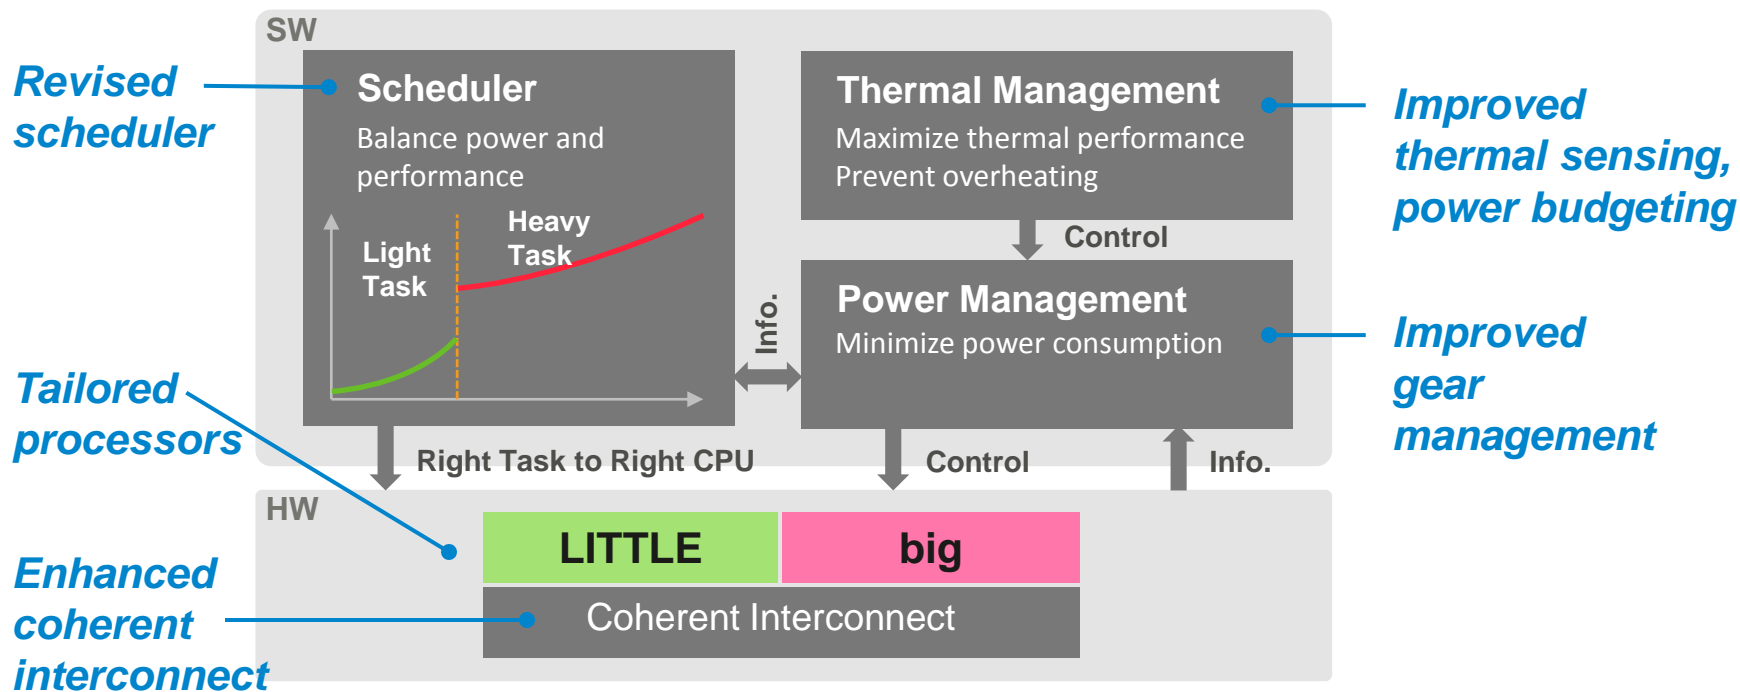 SW
Revised
scheduler
Scheduler
Balance power and
performance
Light
Task
Heavy
Task
Thermal Management
Maximize thermal performance
Prevent overheating
Improved
thermal sensing,
power budgeting
Control
Info.
Power Management
Minimize power consumption
Improved
gear
management
Tailored
processors
Right Task to Right CPU
Control
Info.
HW
LITTLE
big
Coherent Interconnect
Enhanced
coherent
interconnect